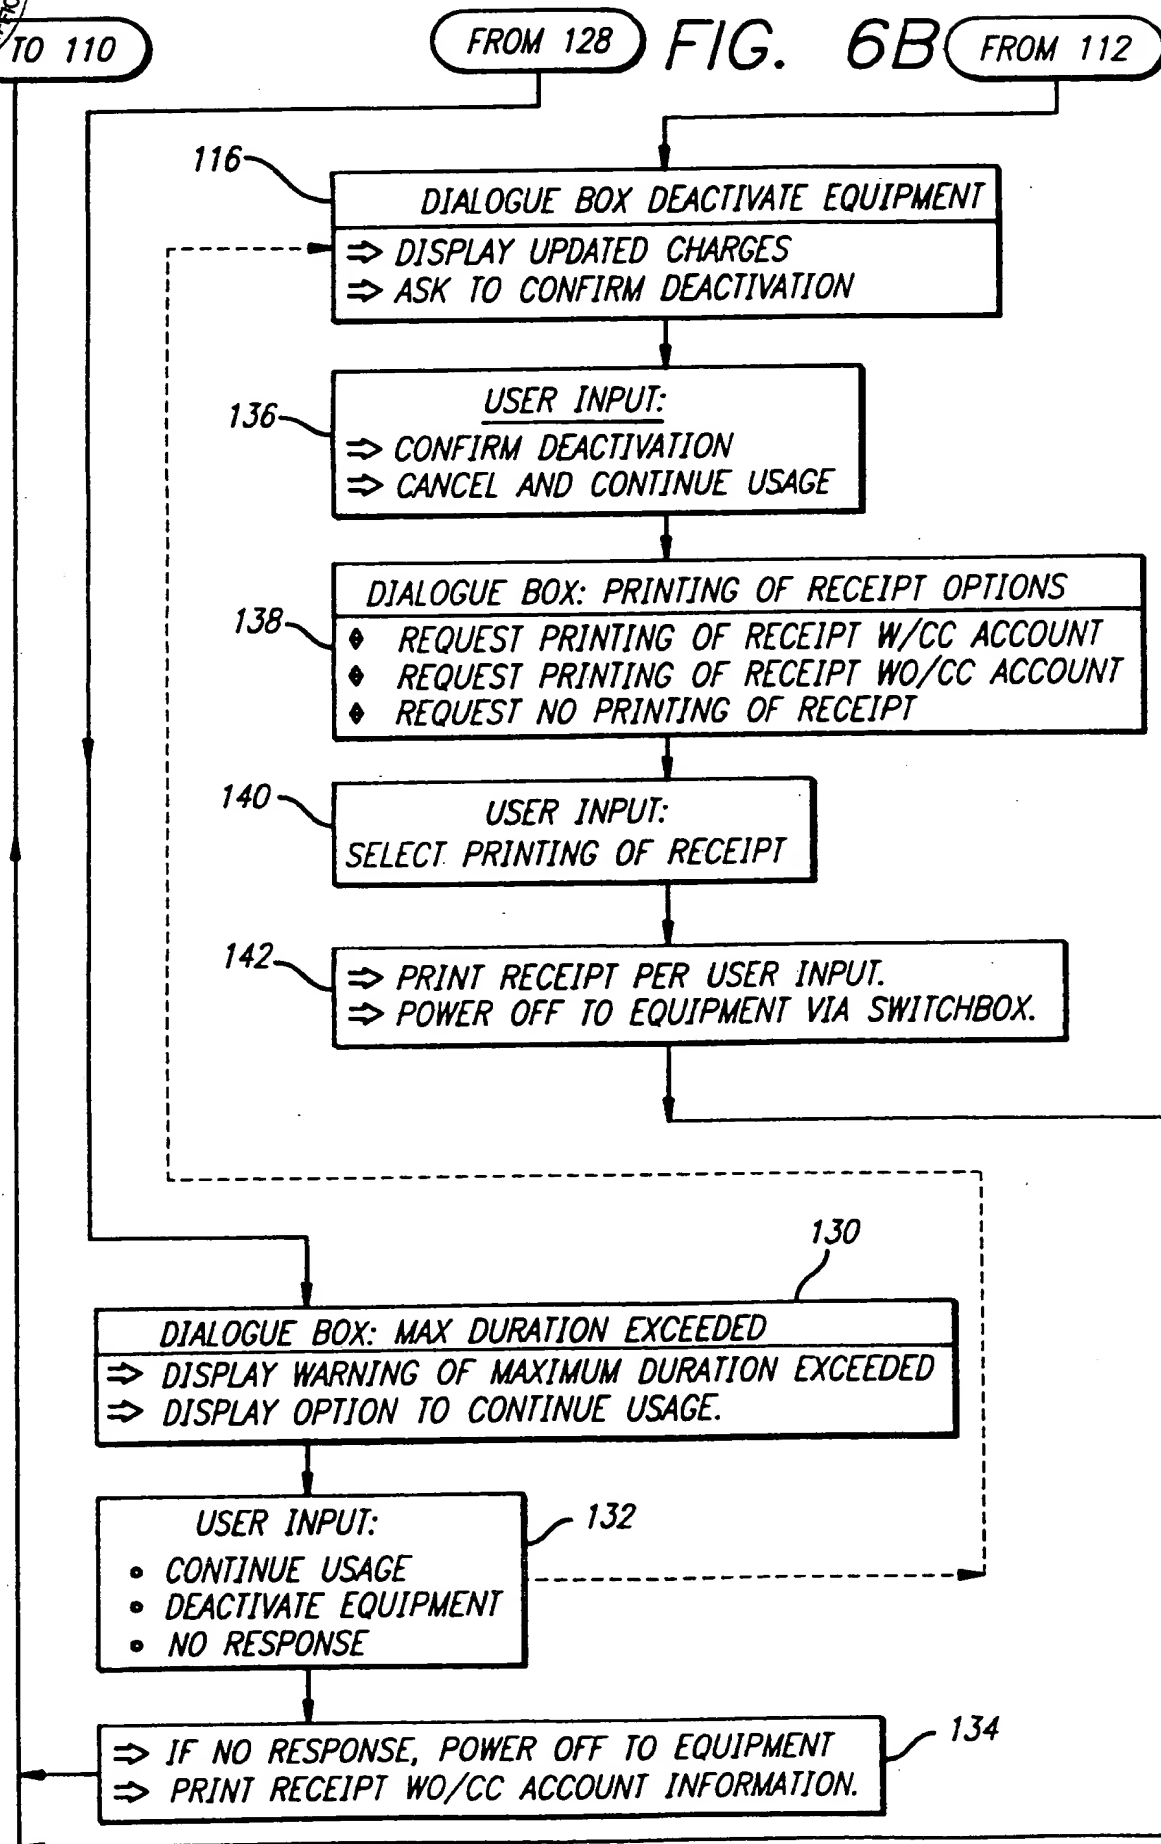 TO 110
FROM 128
FIG. 6B
FROM 112
116
DIALOGUE BOX DEACTIVATE EQUIPMENT
⇒ DISPLAY UPDATED CHARGES
⇒ ASK TO CONFIRM DEACTIVATION
136
USER INPUT:
⇒ CONFIRM DEACTIVATION
⇒ CANCEL AND CONTINUE USAGE
138
DIALOGUE BOX: PRINTING OF RECEIPT OPTIONS
♦ REQUEST PRINTING OF RECEIPT W/CC ACCOUNT
♦ REQUEST PRINTING OF RECEIPT WO/CC ACCOUNT
♦ REQUEST NO PRINTING OF RECEIPT
140
USER INPUT:
SELECT PRINTING OF RECEIPT
142
⇒ PRINT RECEIPT PER USER INPUT.
⇒ POWER OFF TO EQUIPMENT VIA SWITCHBOX.
130
DIALOGUE BOX: MAX DURATION EXCEEDED
⇒ DISPLAY WARNING OF MAXIMUM DURATION EXCEEDED
⇒ DISPLAY OPTION TO CONTINUE USAGE.
132
USER INPUT:
• CONTINUE USAGE
• DEACTIVATE EQUIPMENT
• NO RESPONSE
134
⇒ IF NO RESPONSE, POWER OFF TO EQUIPMENT
⇒ PRINT RECEIPT WO/CC ACCOUNT INFORMATION.